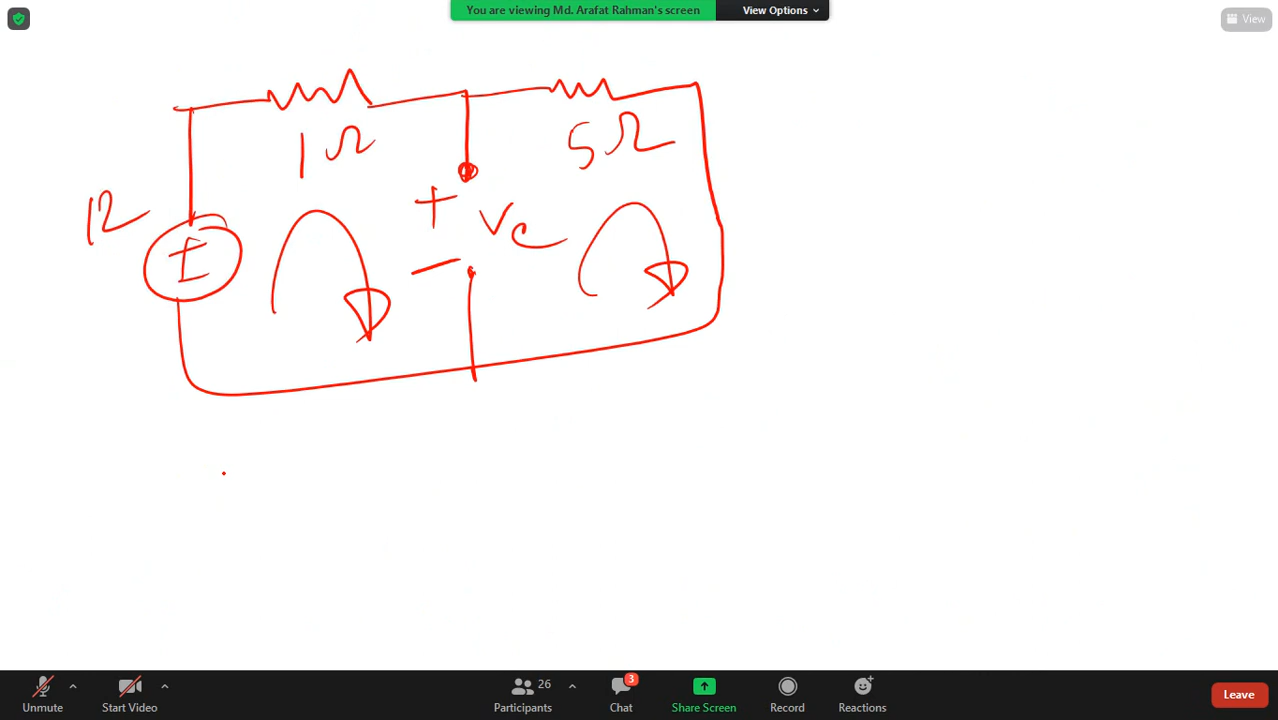 You are viewing Md. Arafat Rahman's screen
View Options
View
1Ω
5Ω
12
+
Vc
−
±
Unmute
Start Video
26
Participants
3
Chat
Share Screen
Record
Reactions
Leave